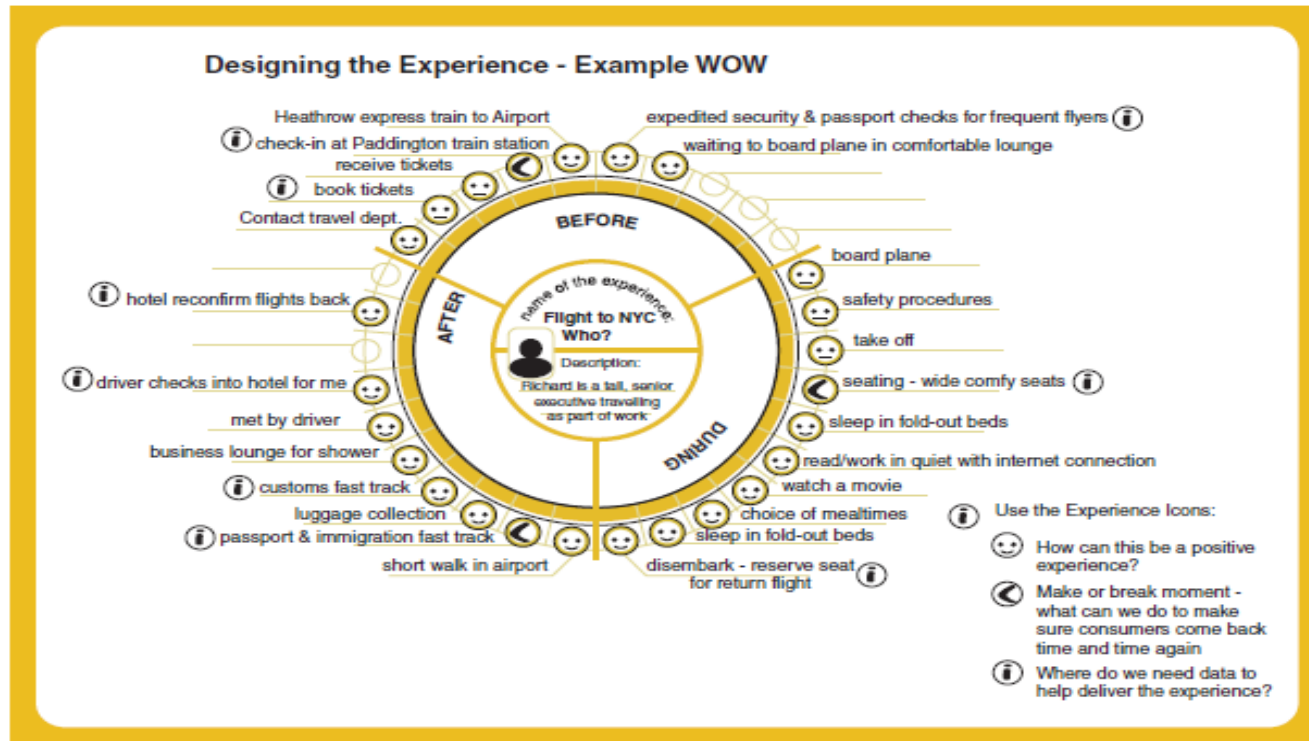 Designing the Experience - Example WOW
Heathrow express train to Airport
expedited security & passport checks for frequent flyers
check-in at Paddington train station
waiting to board plane in comfortable lounge
receive tickets
book tickets
Contact travel dept.
BEFORE
board plane
hotel reconfirm flights back
safety procedures
AFTER
name of the experience:
Flight to NYC
Who?
take off
Description:
Richard is a tall, senior
executive travelling
as part of work
driver checks into hotel for me
seating - wide comfy seats
met by driver
sleep in fold-out beds
DURING
business lounge for shower
read/work in quiet with internet connection
customs fast track
watch a movie
luggage collection
choice of mealtimes
passport & immigration fast track
sleep in fold-out beds
short walk in airport
disembark - reserve seat
for return flight
Use the Experience Icons:
How can this be a positive
experience?
Make or break moment -
what can we do to make
sure consumers come back
time and time again
Where do we need data to
help deliver the experience?